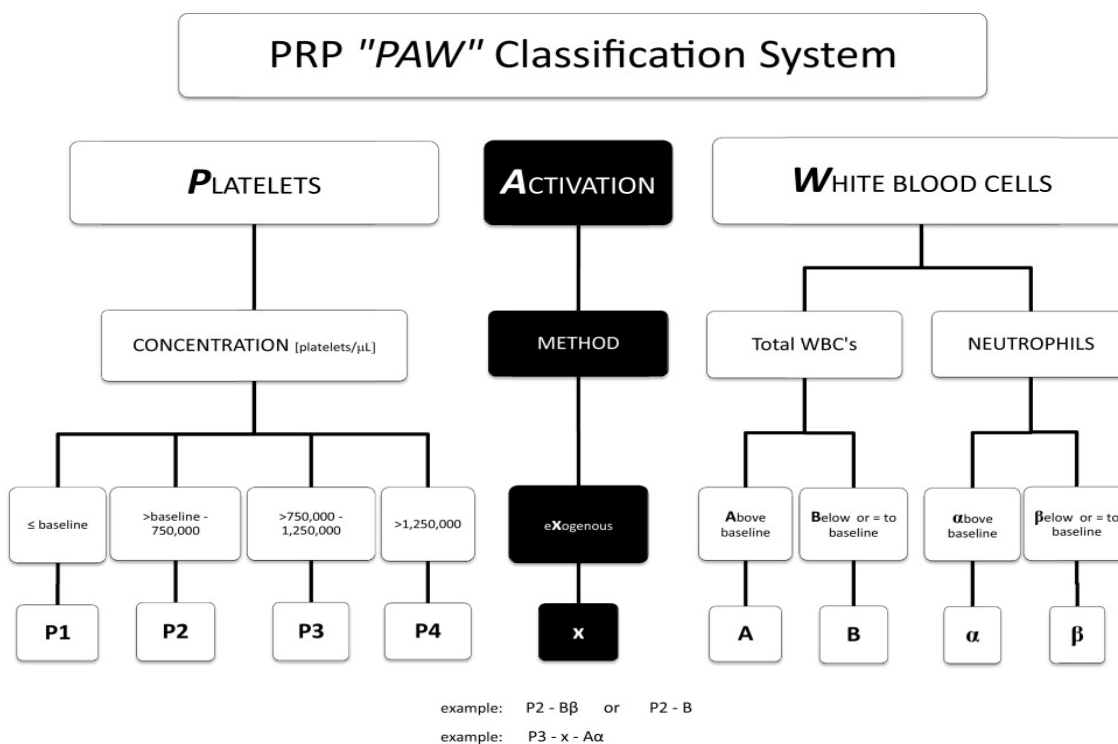 PRP "PAW" Classification System
PLATELETS
ACTIVATION
WHITE BLOOD CELLS
CONCENTRATION [platelets/μL]
METHOD
Total WBC's
NEUTROPHILS
≤ baseline
>baseline -
750,000
>750,000 -
1,250,000
>1,250,000
eXogenous
Above
baseline
Below or = to
baseline
αbove
baseline
βelow or = to
baseline
P1
P2
P3
P4
x
A
B
α
β
example: P2 - Bβ or P2 - B
example: P3 - x - Aα